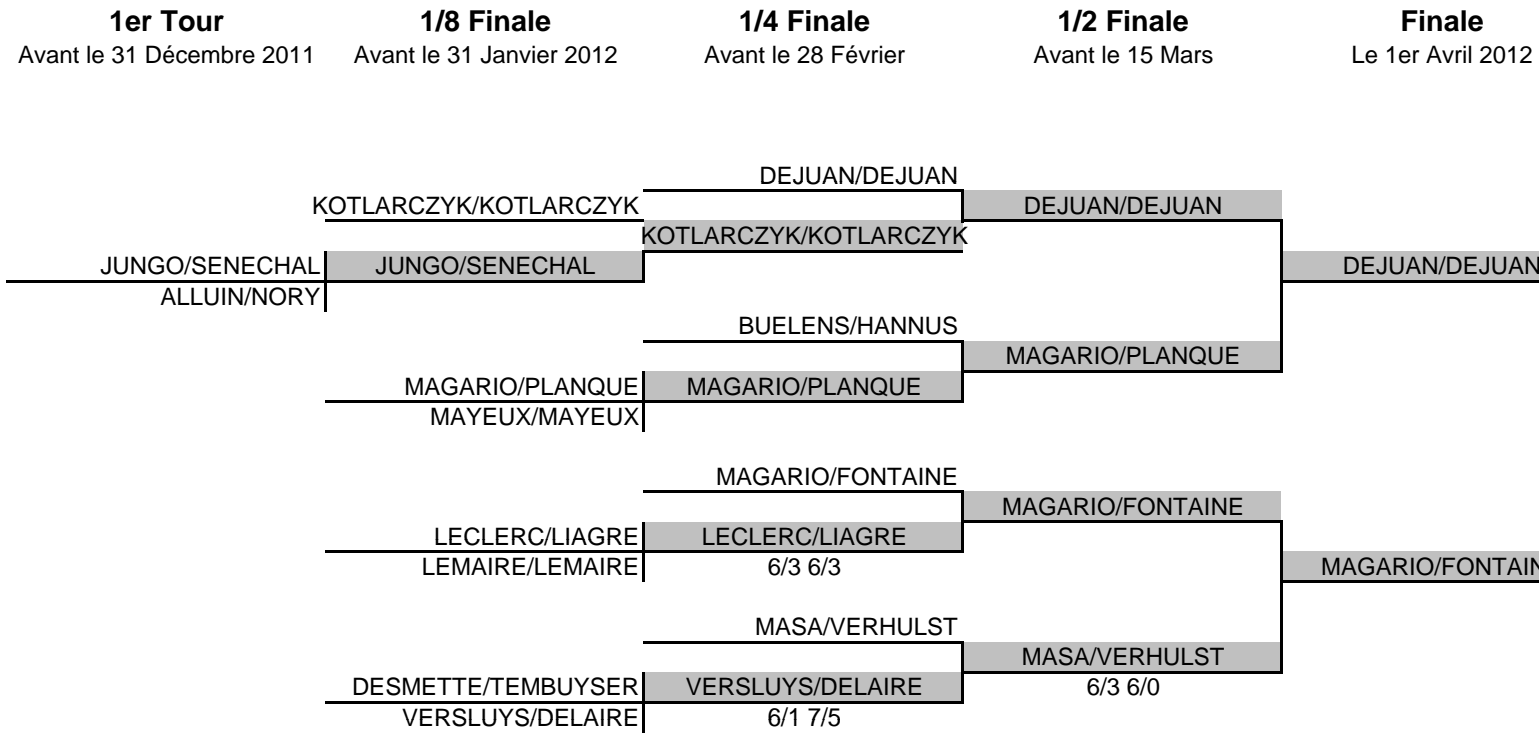 1er Tour 1/8 Finale 1/4 Finale 1/2 Finale Finale
Avant le 31 Décembre 2011 Avant le 31 Janvier 2012 Avant le 28 Février Avant le 15 Mars Le 1er Avril 2012
DEJUAN/DEJUAN
KOTLARCZYK/KOTLARCZYK DEJUAN/DEJUAN
KOTLARCZYK/KOTLARCZYK
JUNGO/SENECHAL JUNGO/SENECHAL DEJUAN/DEJUAN
ALLUIN/NORY
BUELENS/HANNUS
MAGARIO/PLANQUE
MAGARIO/PLANQUE MAGARIO/PLANQUE
MAYEUX/MAYEUX
MAGARIO/FONTAINE
MAGARIO/FONTAINE
LECLERC/LIAGRE LECLERC/LIAGRE
LEMAIRE/LEMAIRE 6/3 6/3 MAGARIO/FONTAIN
MASA/VERHULST
MASA/VERHULST
DESMETTE/TEMBUYSER VERSLUYS/DELAIRE 6/3 6/0
VERSLUYS/DELAIRE 6/1 7/5